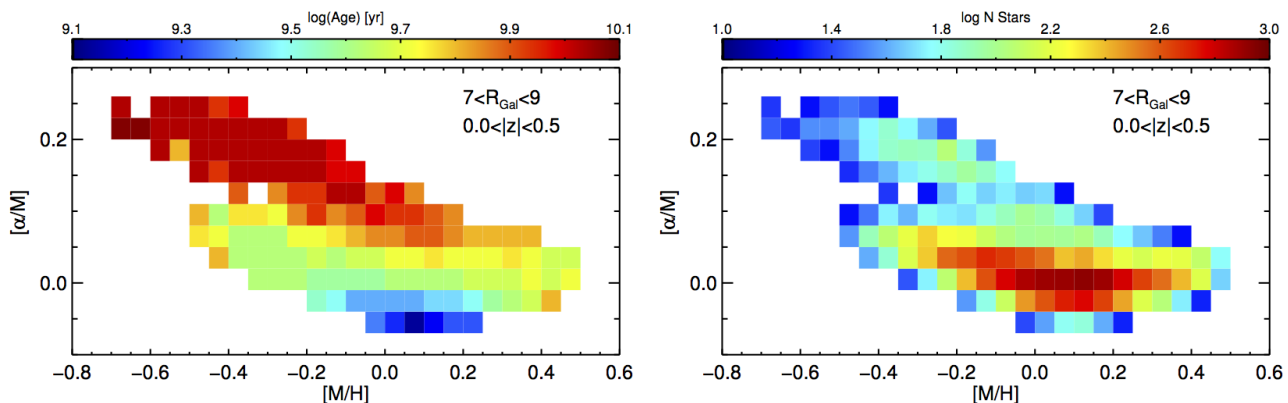 log(Age) [yr]
9.1 9.3 9.5 9.7 9.9 10.1
7<R_Gal<9
0.0<|z|<0.5
[α/M]
0.2
0.0
−0.8 −0.6 −0.4 −0.2 0.0 0.2 0.4 0.6
[M/H]
log N Stars
1.0 1.4 1.8 2.2 2.6 3.0
7<R_Gal<9
0.0<|z|<0.5
[α/M]
0.2
0.0
−0.8 −0.6 −0.4 −0.2 0.0 0.2 0.4 0.6
[M/H]